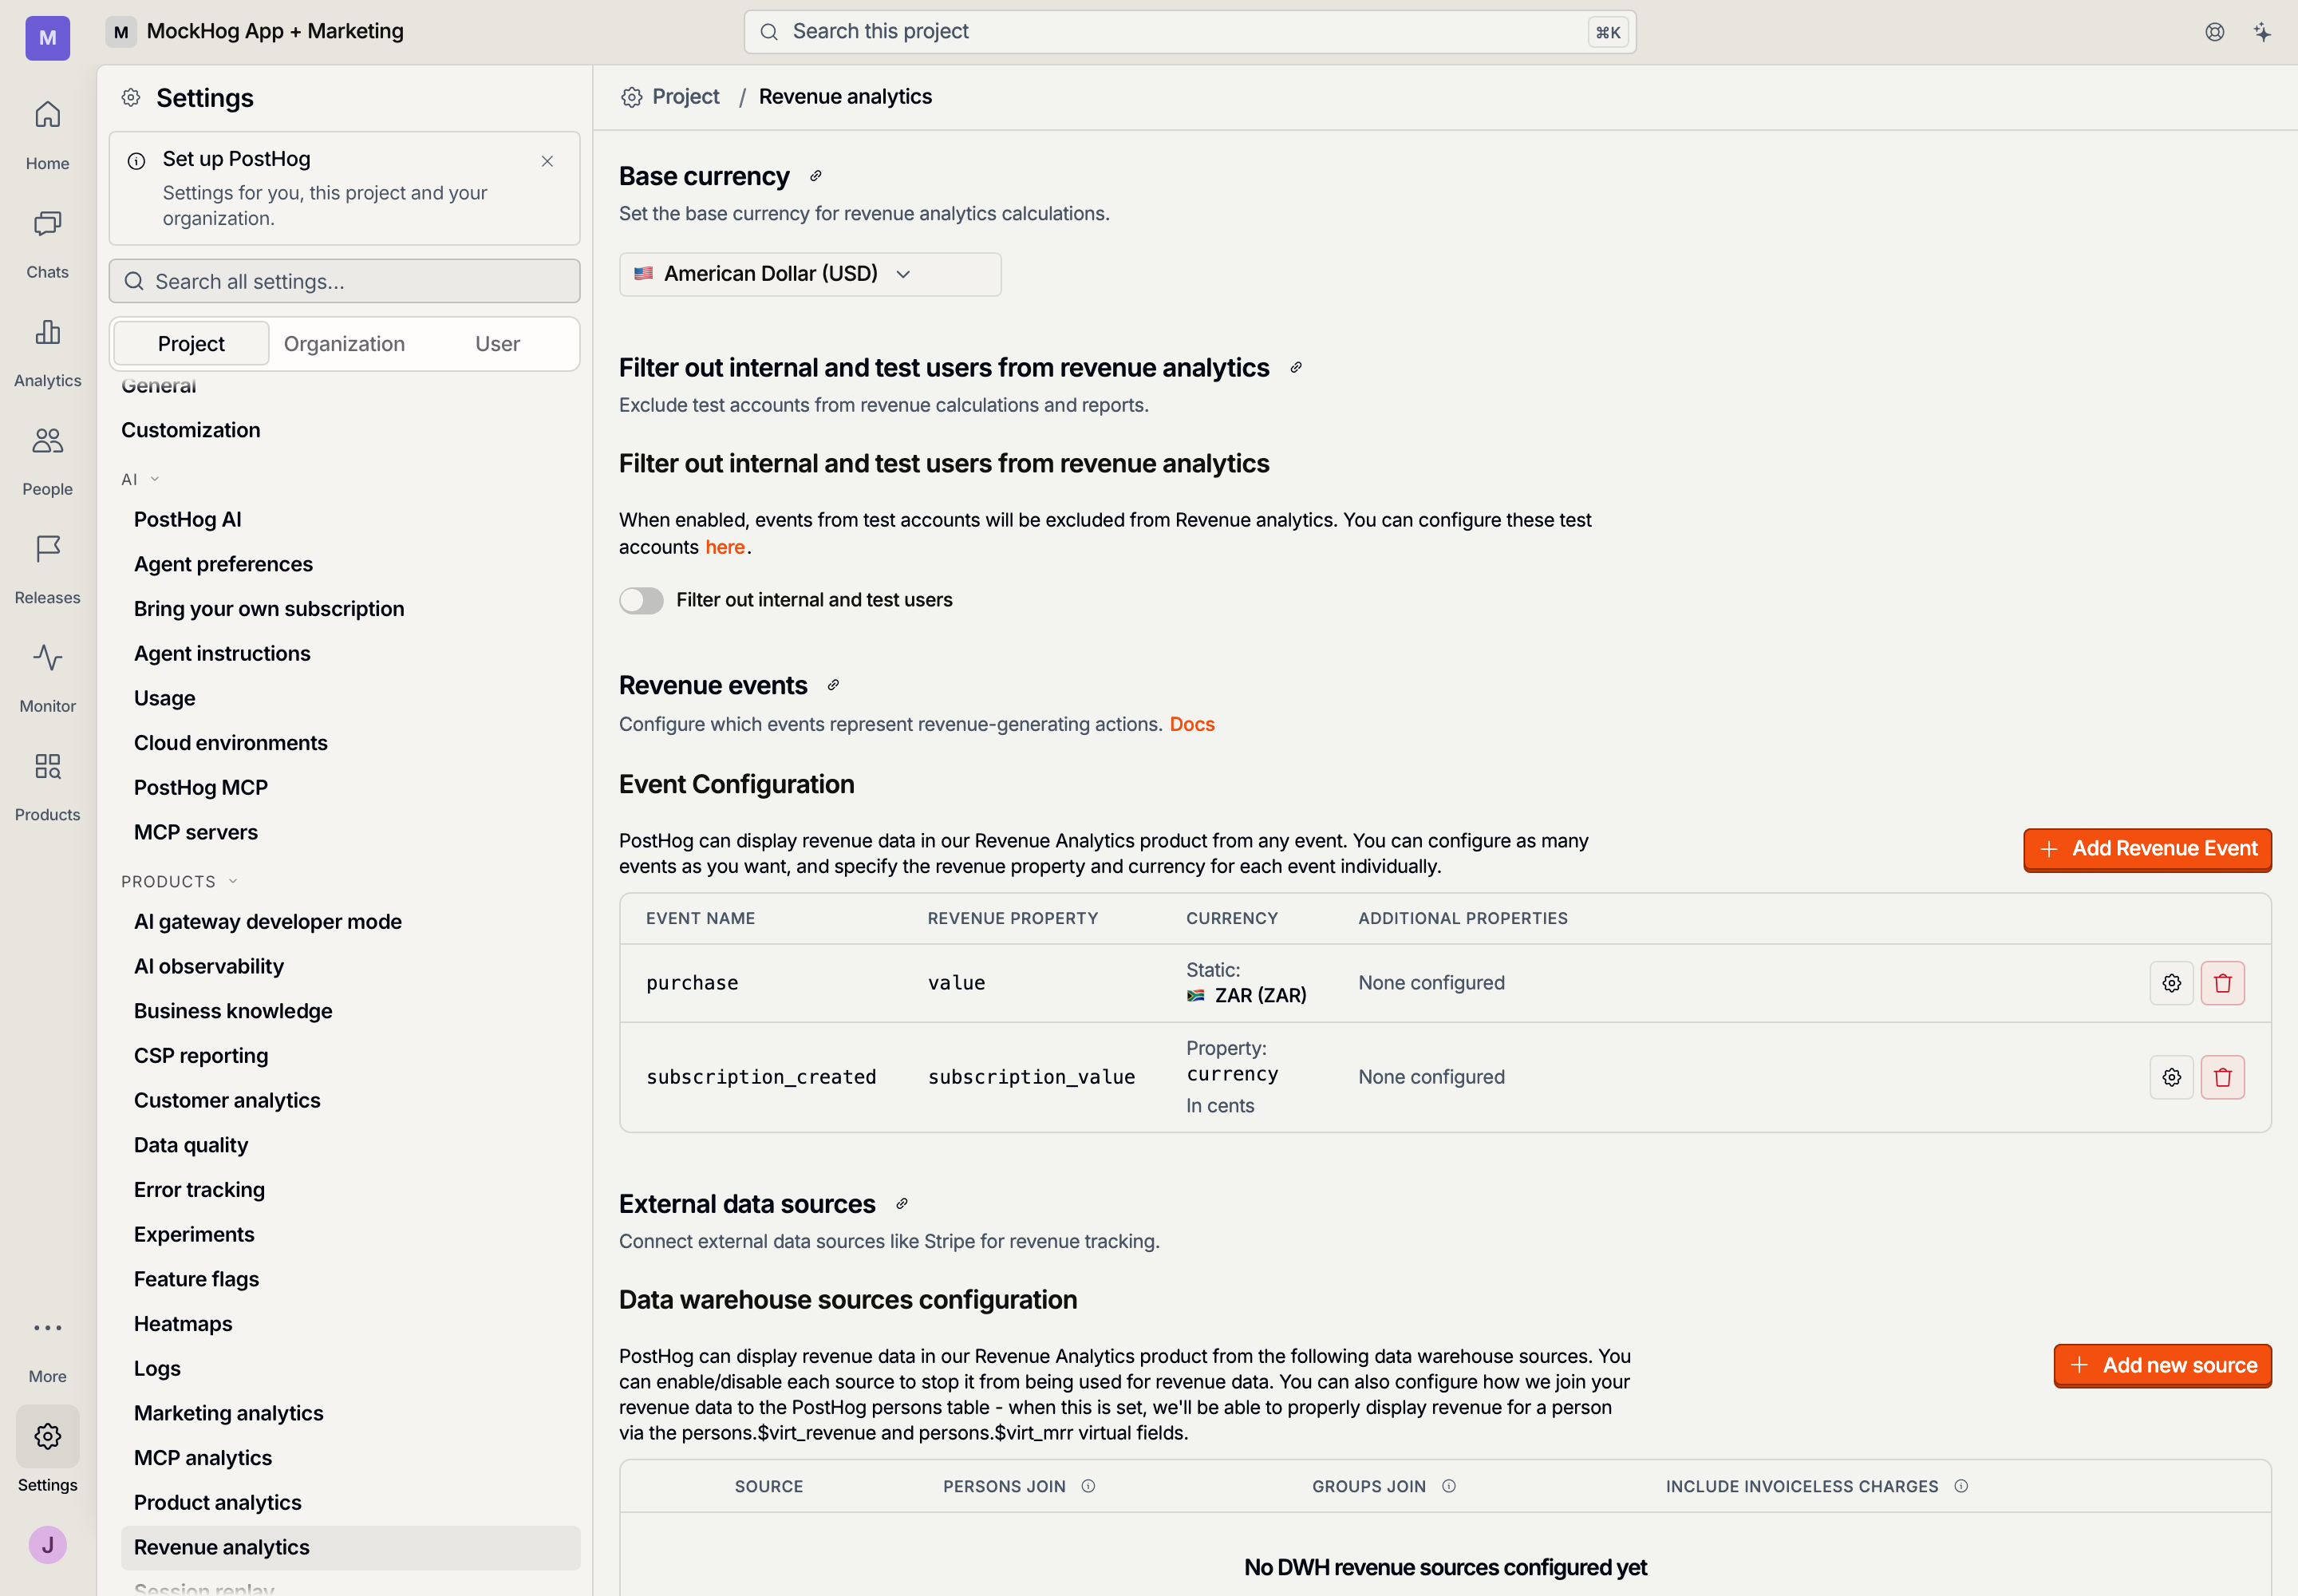 M
M MockHog App + Marketing
Search this project
⌘K
Home
Chats
Analytics
People
Releases
Monitor
Products
More
Settings
J
Settings
Set up PostHog
Settings for you, this project and your
organization.
Search all settings...
Project Organization User
General
Customization
AI
PostHog AI
Agent preferences
Bring your own subscription
Agent instructions
Usage
Cloud environments
PostHog MCP
MCP servers
PRODUCTS
AI gateway developer mode
AI observability
Business knowledge
CSP reporting
Customer analytics
Data quality
Error tracking
Experiments
Feature flags
Heatmaps
Logs
Marketing analytics
MCP analytics
Product analytics
Revenue analytics
Session replay
Project / Revenue analytics
Base currency
Set the base currency for revenue analytics calculations.
American Dollar (USD)
Filter out internal and test users from revenue analytics
Exclude test accounts from revenue calculations and reports.
Filter out internal and test users from revenue analytics
When enabled, events from test accounts will be excluded from Revenue analytics. You can configure these test
accounts here.
Filter out internal and test users
Revenue events
Configure which events represent revenue-generating actions. Docs
Event Configuration
PostHog can display revenue data in our Revenue Analytics product from any event. You can configure as many
events as you want, and specify the revenue property and currency for each event individually.
Add Revenue Event
EVENT NAME REVENUE PROPERTY CURRENCY ADDITIONAL PROPERTIES
purchase value Static: None configured
ZAR (ZAR)
subscription_created subscription_value Property: None configured
currency
In cents
External data sources
Connect external data sources like Stripe for revenue tracking.
Data warehouse sources configuration
PostHog can display revenue data in our Revenue Analytics product from the following data warehouse sources. You
can enable/disable each source to stop it from being used for revenue data. You can also configure how we join your
revenue data to the PostHog persons table - when this is set, we'll be able to properly display revenue for a person
via the persons.$virt_revenue and persons.$virt_mrr virtual fields.
Add new source
SOURCE PERSONS JOIN GROUPS JOIN INCLUDE INVOICELESS CHARGES
No DWH revenue sources configured yet